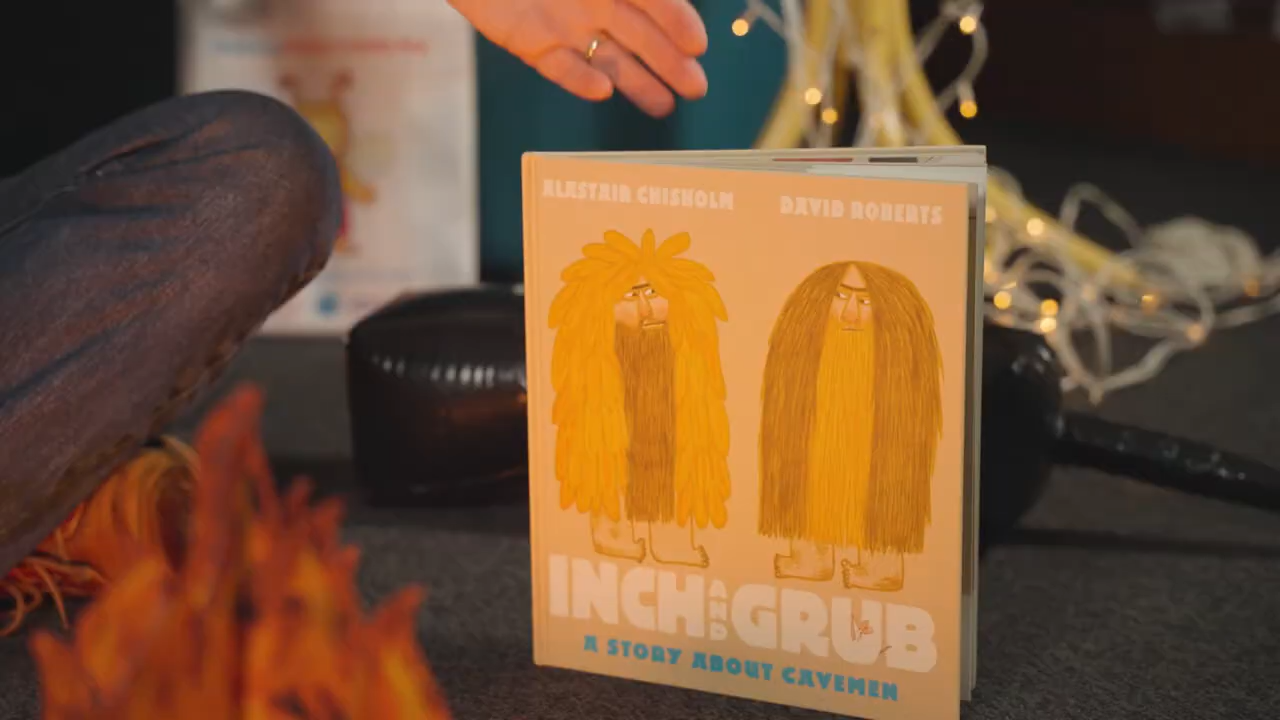 ALASTAIR CHISHOLM DAVID ROBERTS
INCH AND GRUB
A STORY ABOUT CAVEMEN